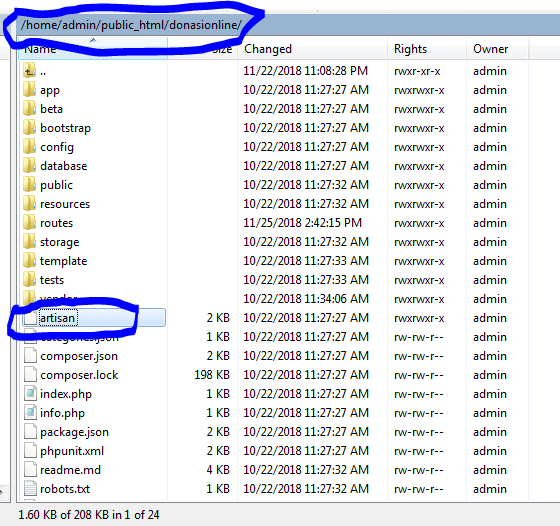 /home/admin/public_html/donasionline/
Name Size Changed Rights Owner
.. 11/22/2018 11:08:28 PM rwxr-xr-x admin
app 10/22/2018 11:27:27 AM rwxrwxr-x admin
beta 10/22/2018 11:27:27 AM rwxrwxr-x admin
bootstrap 10/22/2018 11:27:27 AM rwxrwxr-x admin
config 10/22/2018 11:27:27 AM rwxrwxr-x admin
database 10/22/2018 11:27:27 AM rwxrwxr-x admin
public 10/22/2018 11:27:32 AM rwxrwxr-x admin
resources 10/22/2018 11:27:32 AM rwxrwxr-x admin
routes 11/25/2018 2:42:15 PM rwxrwxr-x admin
storage 10/22/2018 11:27:32 AM rwxrwxr-x admin
template 10/22/2018 11:27:33 AM rwxrwxr-x admin
tests 10/22/2018 11:27:33 AM rwxrwxr-x admin
vendor 10/22/2018 11:34:06 AM rwxrwxr-x admin
artisan 2 KB 10/22/2018 11:27:27 AM rwxrwxr-x admin
categories.json 1 KB 10/22/2018 11:27:27 AM rw-rw-r-- admin
composer.json 2 KB 10/22/2018 11:27:27 AM rw-rw-r-- admin
composer.lock 198 KB 10/22/2018 11:27:27 AM rw-rw-r-- admin
index.php 1 KB 10/22/2018 11:27:27 AM rw-rw-r-- admin
info.php 1 KB 10/22/2018 11:27:27 AM rw-rw-r-- admin
package.json 2 KB 10/22/2018 11:27:27 AM rw-rw-r-- admin
phpunit.xml 2 KB 10/22/2018 11:27:27 AM rw-rw-r-- admin
readme.md 4 KB 10/22/2018 11:27:32 AM rw-rw-r-- admin
robots.txt 1 KB 10/22/2018 11:27:32 AM rw-rw-r-- admin
1.60 KB of 208 KB in 1 of 24